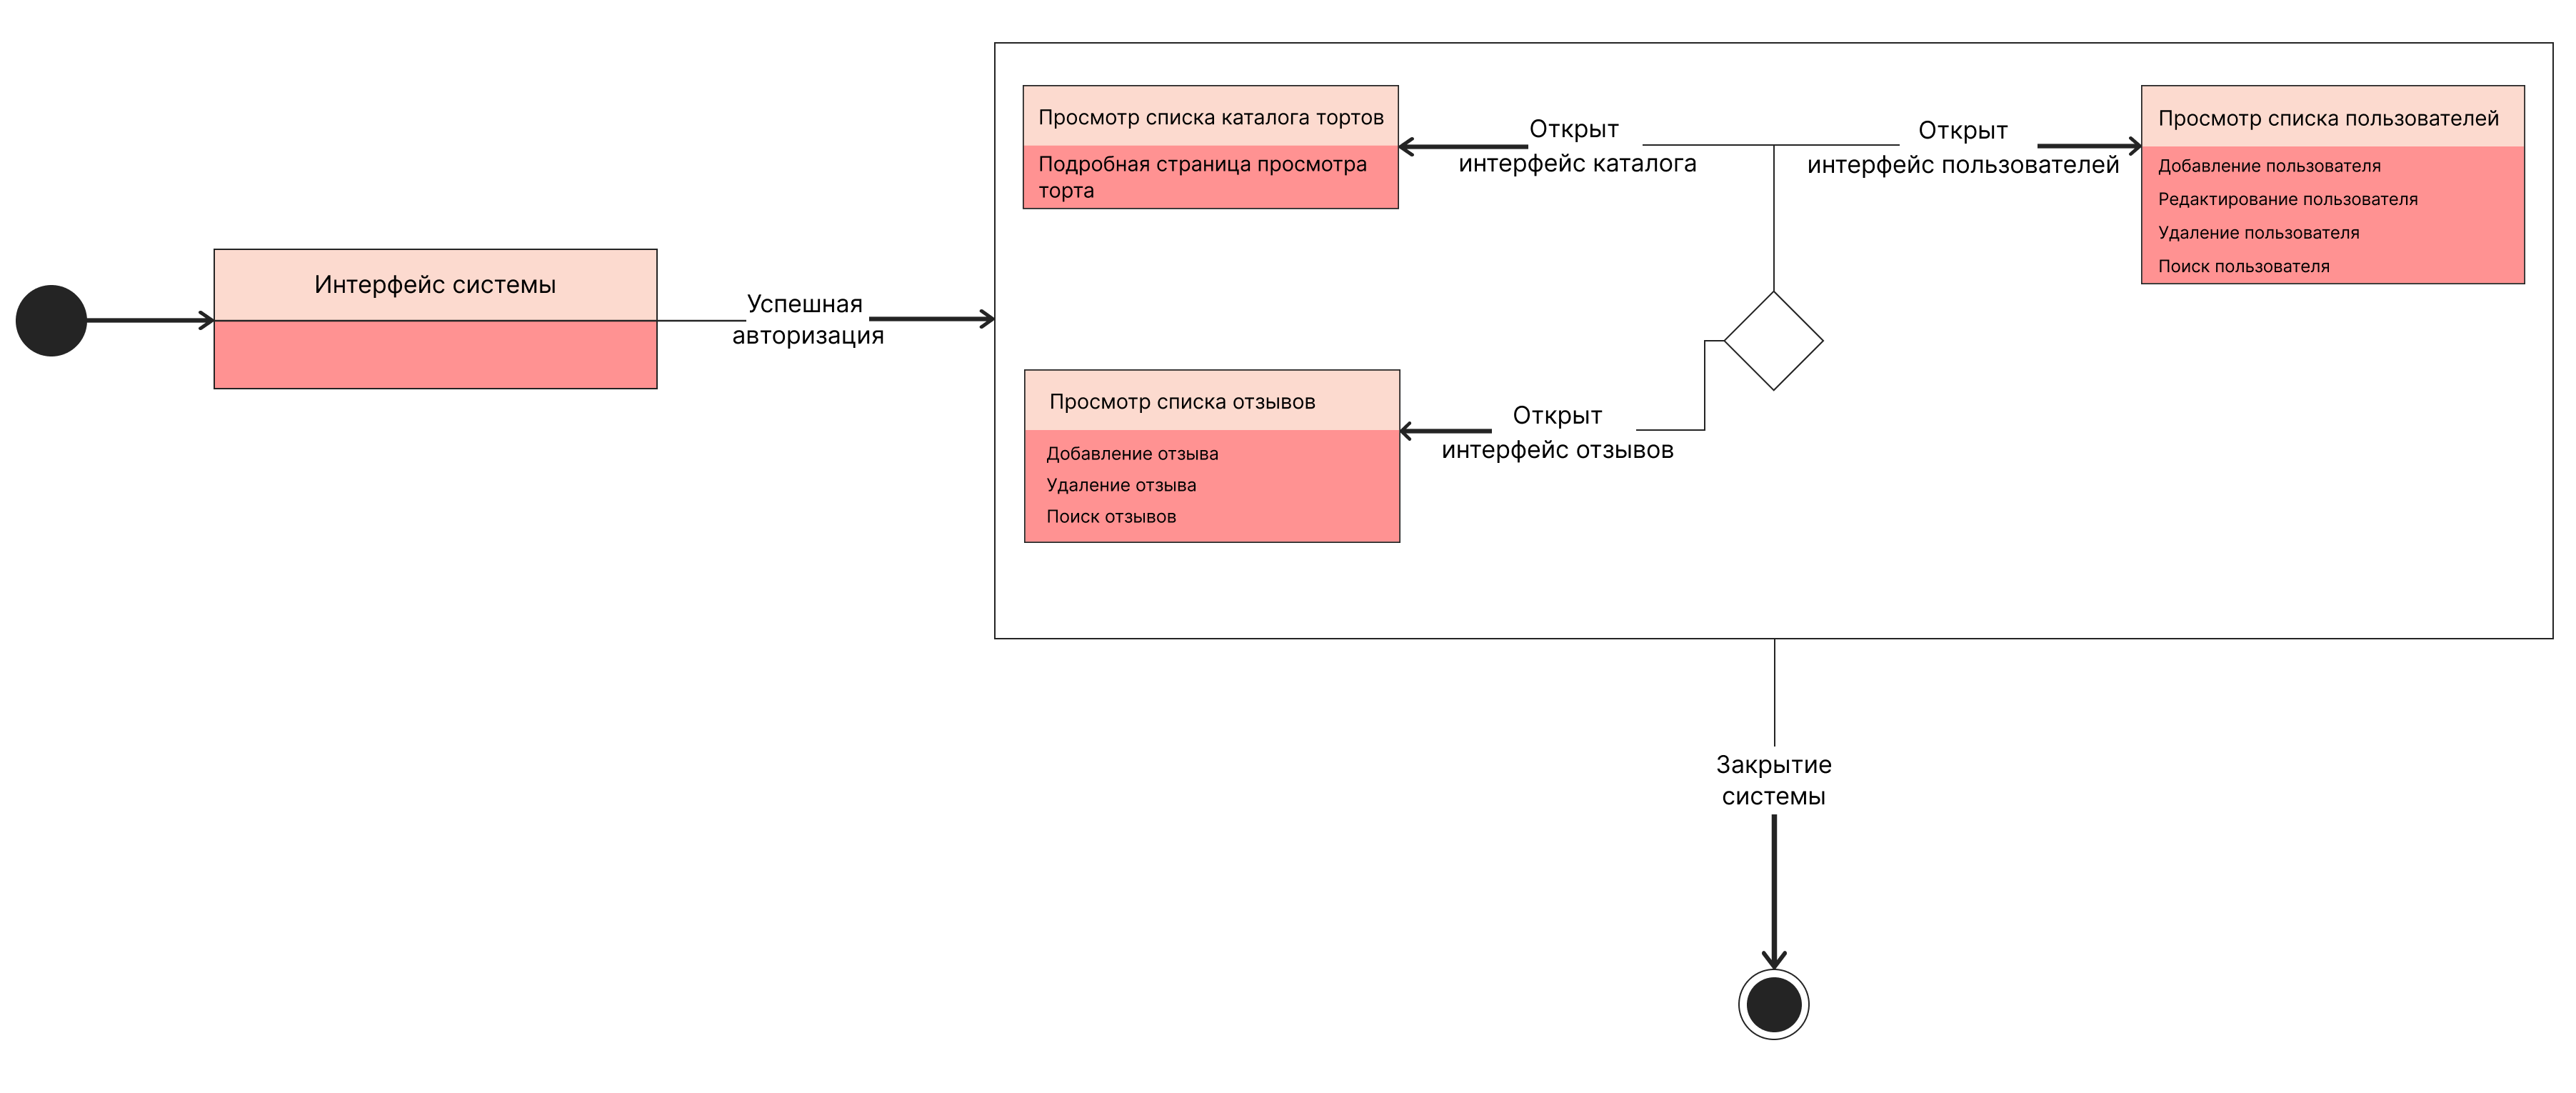 Интерфейс системы
Успешная
авторизация
Просмотр списка каталога тортов
Подробная страница просмотра
торта
Открыт
интерфейс каталога
Открыт
интерфейс пользователей
Просмотр списка пользователей
Добавление пользователя
Редактирование пользователя
Удаление пользователя
Поиск пользователя
Просмотр списка отзывов
Добавление отзыва
Удаление отзыва
Поиск отзывов
Открыт
интерфейс отзывов
Закрытие
системы